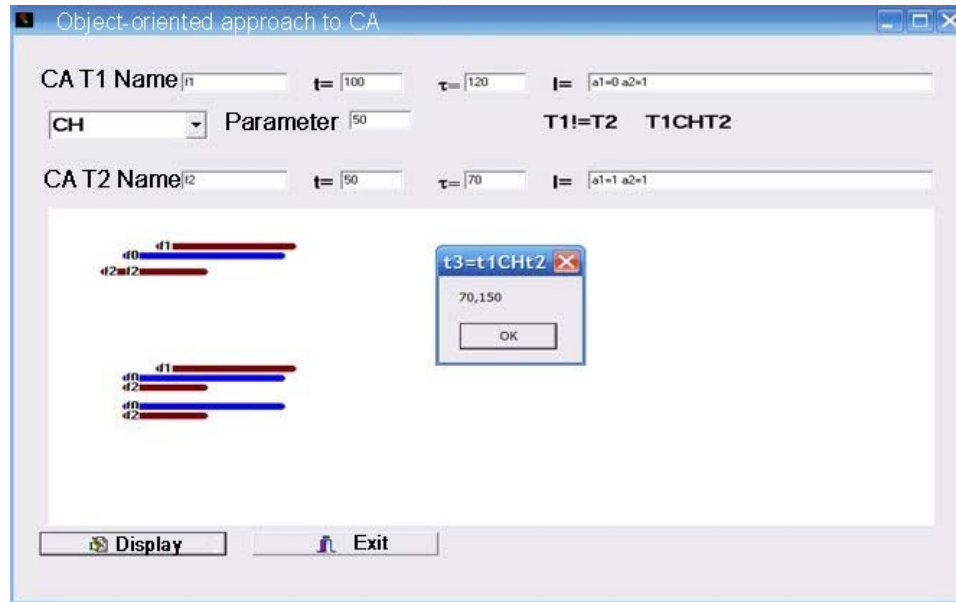 Object-oriented approach to CA
CA T1 Name t= 100 τ= 120 I= a1=0 a2=1
CH Parameter 50 T1!=T2 T1CHT2
CA T2 Name t= 50 τ= 70 I= a1=1 a2=1
d1
d0
d2 f2
t3=t1CHt2
70,150
OK
d1
d0
d2
d0
d2
Display Exit